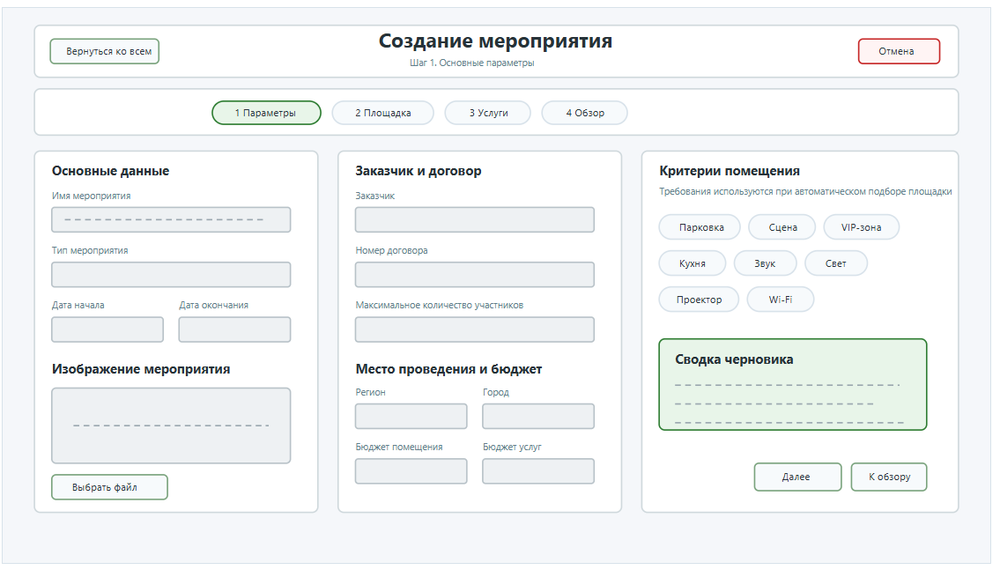 Вернуться ко всем
Создание мероприятия
Шаг 1. Основные параметры
Отмена
1 Параметры
2 Площадка
3 Услуги
4 Обзор
Основные данные
Имя мероприятия
Тип мероприятия
Дата начала
Дата окончания
Изображение мероприятия
Выбрать файл
Заказчик и договор
Заказчик
Номер договора
Максимальное количество участников
Место проведения и бюджет
Регион
Город
Бюджет помещения
Бюджет услуг
Критерии помещения
Требования используются при автоматическом подборе площадки
Парковка
Сцена
VIP-зона
Кухня
Звук
Свет
Проектор
Wi-Fi
Сводка черновика
Далее
К обзору